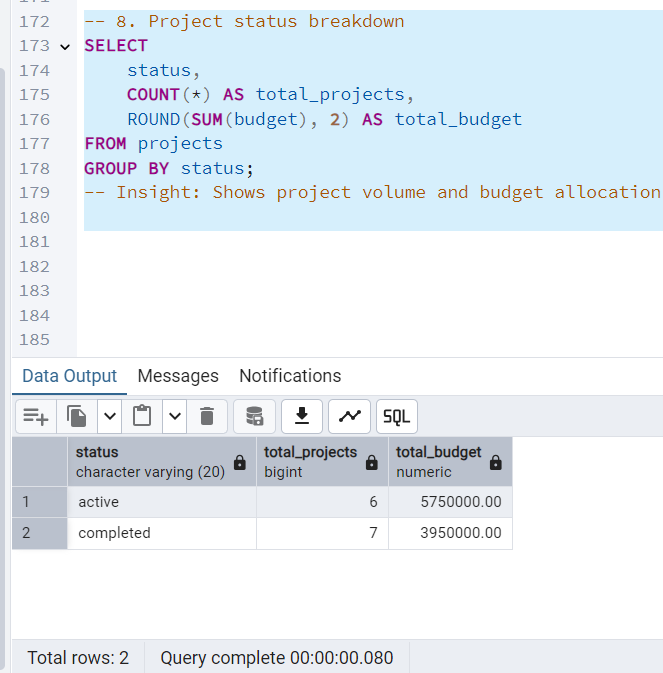 171
172 -- 8. Project status breakdown
173 SELECT
174 status,
175 COUNT(*) AS total_projects,
176 ROUND(SUM(budget), 2) AS total_budget
177 FROM projects
178 GROUP BY status;
179 -- Insight: Shows project volume and budget allocation
180
181
182
183
184
185
Data Output Messages Notifications
SQL
status total_projects total_budget
character varying (20) bigint numeric
1 active 6 5750000.00
2 completed 7 3950000.00
Total rows: 2 Query complete 00:00:00.080